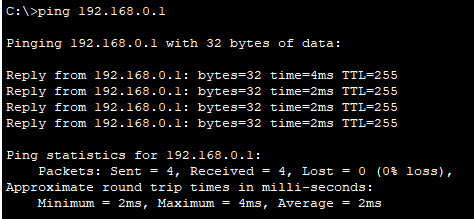 C:\>ping 192.168.0.1
Pinging 192.168.0.1 with 32 bytes of data:
Reply from 192.168.0.1: bytes=32 time=4ms TTL=255
Reply from 192.168.0.1: bytes=32 time=2ms TTL=255
Reply from 192.168.0.1: bytes=32 time=2ms TTL=255
Reply from 192.168.0.1: bytes=32 time=2ms TTL=255
Ping statistics for 192.168.0.1:
    Packets: Sent = 4, Received = 4, Lost = 0 (0% loss),
Approximate round trip times in milli-seconds:
    Minimum = 2ms, Maximum = 4ms, Average = 2ms